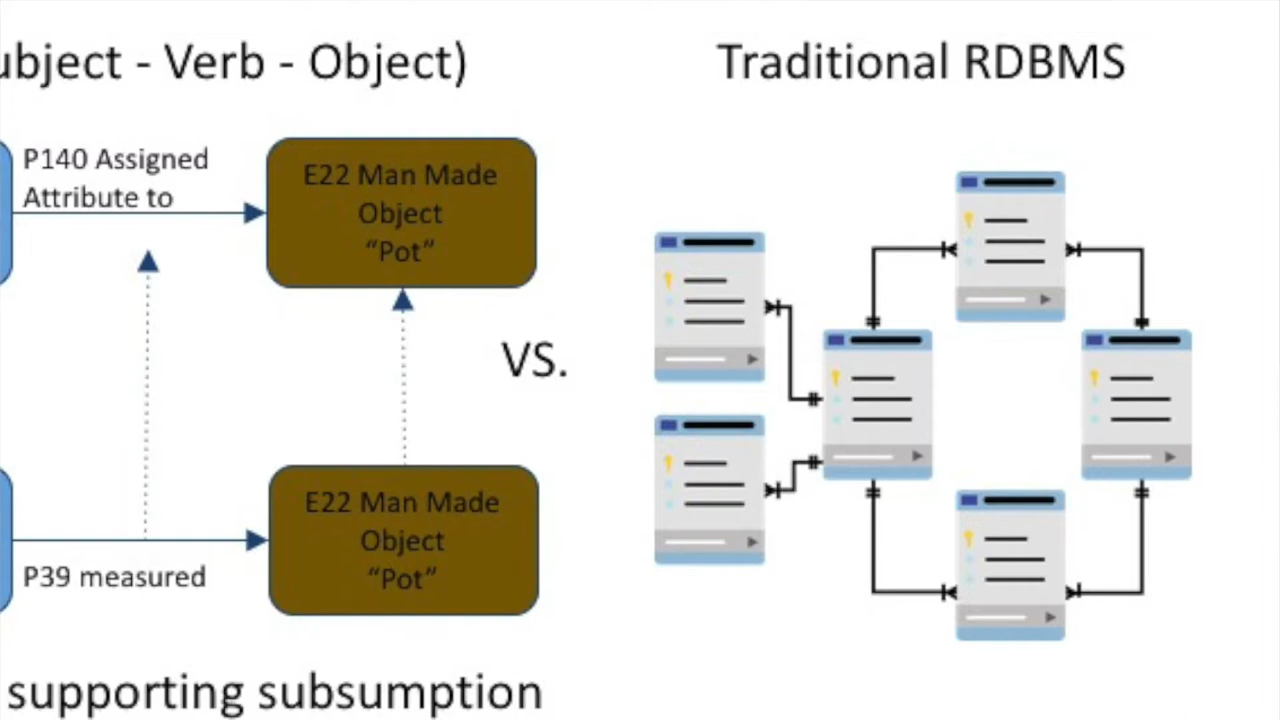 ubject - Verb - Object)
Traditional RDBMS
P140 Assigned
Attribute to
E22 Man Made
Object
“Pot”
VS.
E22 Man Made
Object
“Pot”
P39 measured
supporting subsumption